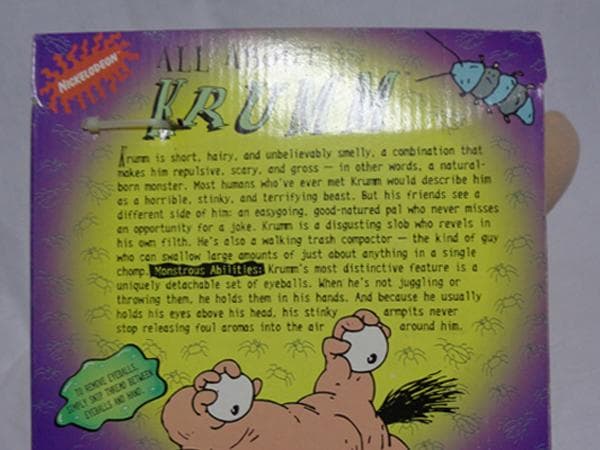 NICKELODEON
ALL ABOUT
KRUMM
Krumm is short, hairy, and unbelievably smelly, a combination that
makes him repulsive, scary, and gross — in other words, a natural-
born monster. Most humans who've ever met Krumm would describe him
as a horrible, stinky, and terrifying beast. But his friends see a
different side of him: an easygoing, good-natured pal who never misses
an opportunity for a joke. Krumm is a disgusting slob who revels in
his own filth. He's also a walking trash compactor — the kind of guy
who can swallow large amounts of just about anything in a single
chomp. Monstrous Abilities: Krumm's most distinctive feature is a
uniquely detachable set of eyeballs. When he's not juggling or
throwing them, he holds them in his hands. And because he usually
holds his eyes above his head, his stinky armpits never
stop releasing foul aromas into the air around him.
TO REMOVE EYEBALLS,
SIMPLY SNIP THREAD BETWEEN
EYEBALLS AND HAND.